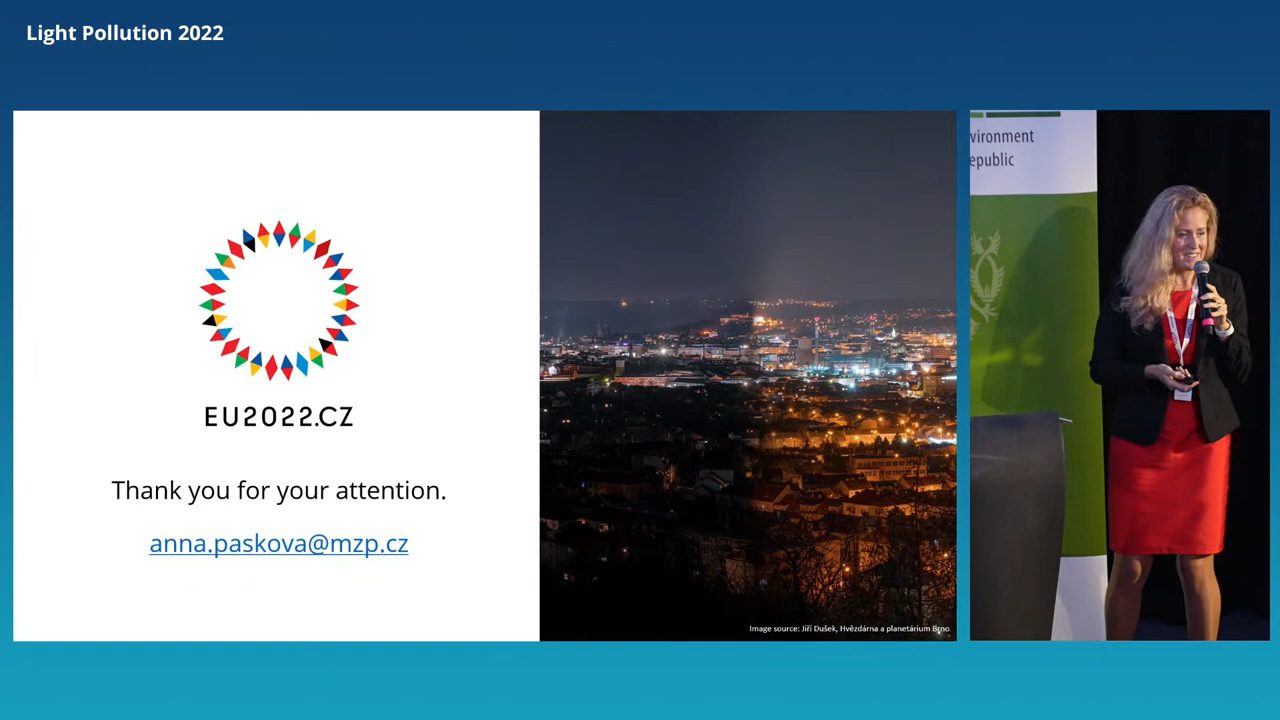 Light Pollution 2022
EU2022.CZ
Thank you for your attention.
anna.paskova@mzp.cz
Image source: Jiří Dušek, Hvězdárna a planetárium Brno
vironment
epublic